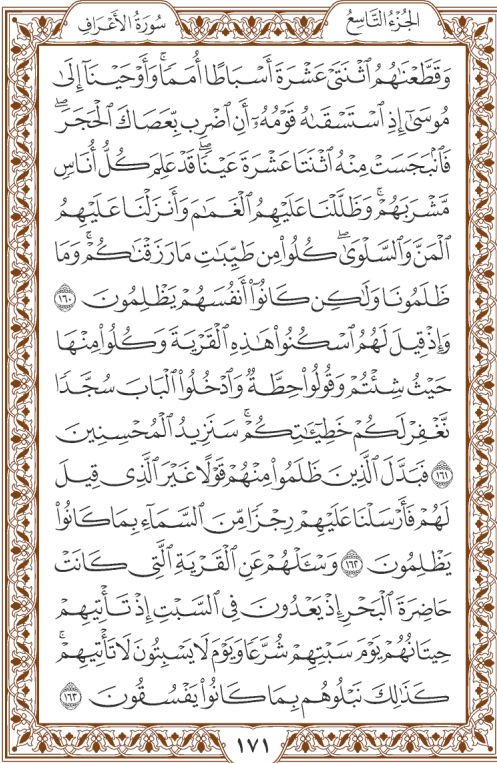 الجُزْءُ التَّاسِعُ
سُورَةُ الأَعْرَافِ
وَقَطَّعْنَٰهُمُ ٱثْنَتَىْ عَشْرَةَ أَسْبَاطًا أُمَمًا ۚ وَأَوْحَيْنَآ إِلَىٰ
مُوسَىٰٓ إِذِ ٱسْتَسْقَىٰهُ قَوْمُهُۥٓ أَنِ ٱضْرِب بِّعَصَاكَ ٱلْحَجَرَ ۖ
فَٱنۢبَجَسَتْ مِنْهُ ٱثْنَتَا عَشْرَةَ عَيْنًا ۖ قَدْ عَلِمَ كُلُّ أُنَاسٍ
مَّشْرَبَهُمْ ۚ وَظَلَّلْنَا عَلَيْهِمُ ٱلْغَمَٰمَ وَأَنزَلْنَا عَلَيْهِمُ
ٱلْمَنَّ وَٱلسَّلْوَىٰ ۖ كُلُوا۟ مِن طَيِّبَٰتِ مَا رَزَقْنَٰكُمْ ۚ وَمَا
ظَلَمُونَا وَلَٰكِن كَانُوٓا۟ أَنفُسَهُمْ يَظْلِمُونَ ١٦٠
وَإِذْ قِيلَ لَهُمُ ٱسْكُنُوا۟ هَٰذِهِ ٱلْقَرْيَةَ وَكُلُوا۟ مِنْهَا
حَيْثُ شِئْتُمْ وَقُولُوا۟ حِطَّةٌ وَٱدْخُلُوا۟ ٱلْبَابَ سُجَّدًا
نَّغْفِرْ لَكُمْ خَطِيٓـَٰٔتِكُمْ ۚ سَنَزِيدُ ٱلْمُحْسِنِينَ
١٦١ فَبَدَّلَ ٱلَّذِينَ ظَلَمُوا۟ مِنْهُمْ قَوْلًا غَيْرَ ٱلَّذِى قِيلَ
لَهُمْ فَأَرْسَلْنَا عَلَيْهِمْ رِجْزًا مِّنَ ٱلسَّمَآءِ بِمَا كَانُوا۟
يَظْلِمُونَ ١٦٢ وَسْـَٔلْهُمْ عَنِ ٱلْقَرْيَةِ ٱلَّتِى كَانَتْ
حَاضِرَةَ ٱلْبَحْرِ إِذْ يَعْدُونَ فِى ٱلسَّبْتِ إِذْ تَأْتِيهِمْ
حِيتَانُهُمْ يَوْمَ سَبْتِهِمْ شُرَّعًا وَيَوْمَ لَا يَسْبِتُونَ ۙ لَا تَأْتِيهِمْ ۚ
كَذَٰلِكَ نَبْلُوهُم بِمَا كَانُوا۟ يَفْسُقُونَ ١٦٣
١٧١